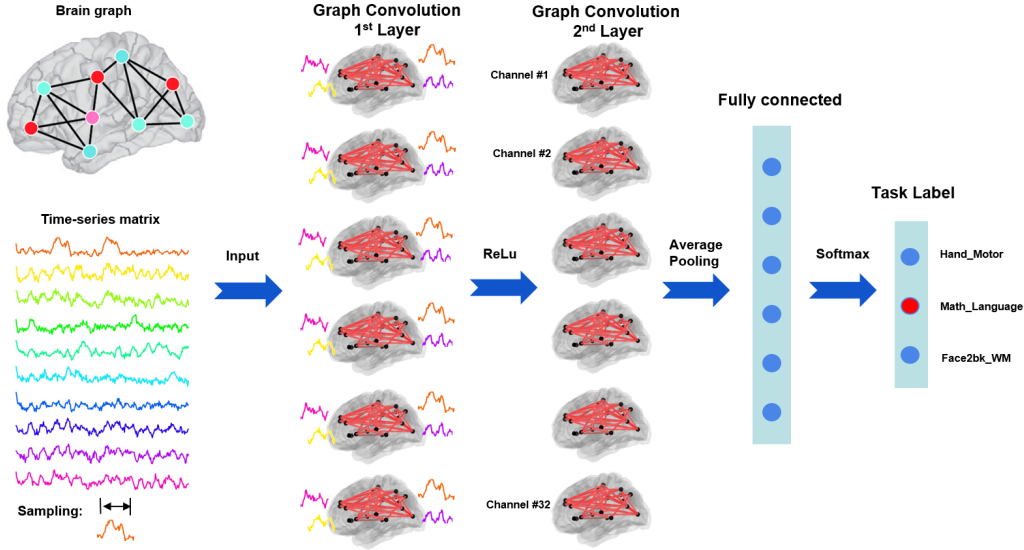 Brain graph
Graph Convolution
1st Layer
Graph Convolution
2nd Layer
Channel #1
Fully connected
Channel #2
Task Label
Time-series matrix
Input
ReLu
Average
Pooling
Softmax
Hand_Motor
Math_Language
Face2bk_WM
Channel #32
Sampling: